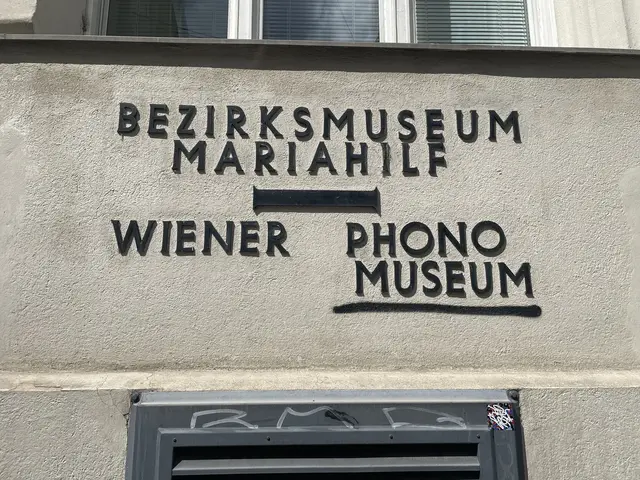 BEZIRKSMUSEUM
MARIAHILF
WIENER PHONO
MUSEUM